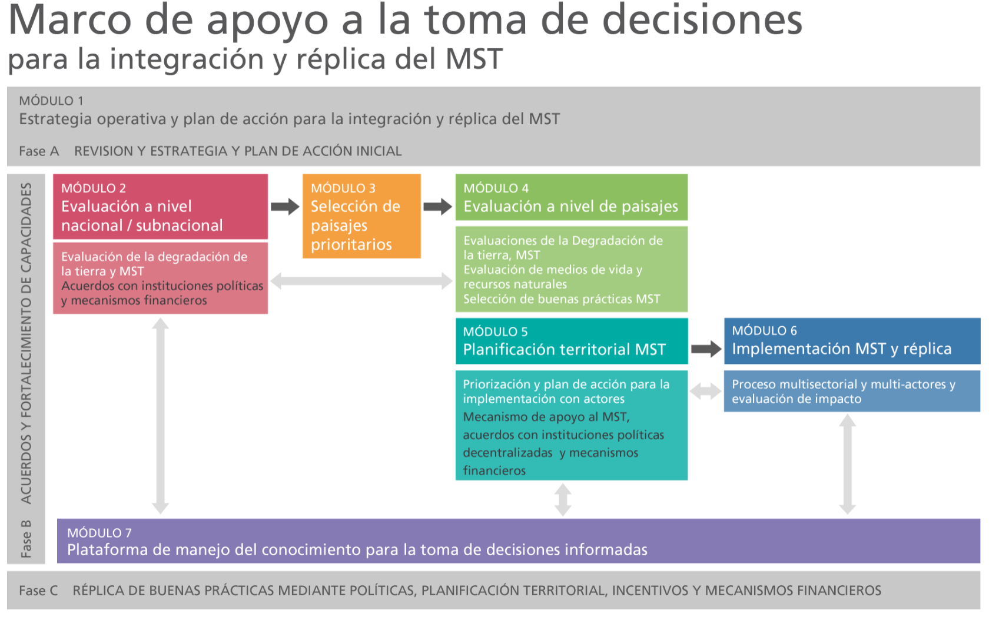 Marco de apoyo a la toma de decisiones
para la integración y réplica del MST
MÓDULO 1
Estrategia operativa y plan de acción para la integración y réplica del MST
Fase A REVISION Y ESTRATEGIA Y PLAN DE ACCIÓN INICIAL
Fase B ACUERDOS Y FORTALECIMIENTO DE CAPACIDADES
MÓDULO 2
Evaluación a nivel
nacional / subnacional
Evaluación de la degradación de
la tierra y MST
Acuerdos con instituciones políticas
y mecanismos financieros
MÓDULO 3
Selección de
paisajes
prioritarios
MÓDULO 4
Evaluación a nivel de paisajes
Evaluaciones de la Degradación de
la tierra, MST
Evaluación de medios de vida y
recursos naturales
Selección de buenas prácticas MST
MÓDULO 5
Planificación territorial MST
Priorización y plan de acción para la
implementación con actores
Mecanismo de apoyo al MST,
acuerdos con instituciones políticas
decentralizadas y mecanismos
financieros
MÓDULO 6
Implementación MST y réplica
Proceso multisectorial y multi-actores y
evaluación de impacto
MÓDULO 7
Plataforma de manejo del conocimiento para la toma de decisiones informadas
Fase C RÉPLICA DE BUENAS PRÁCTICAS MEDIANTE POLÍTICAS, PLANIFICACIÓN TERRITORIAL, INCENTIVOS Y MECANISMOS FINANCIEROS